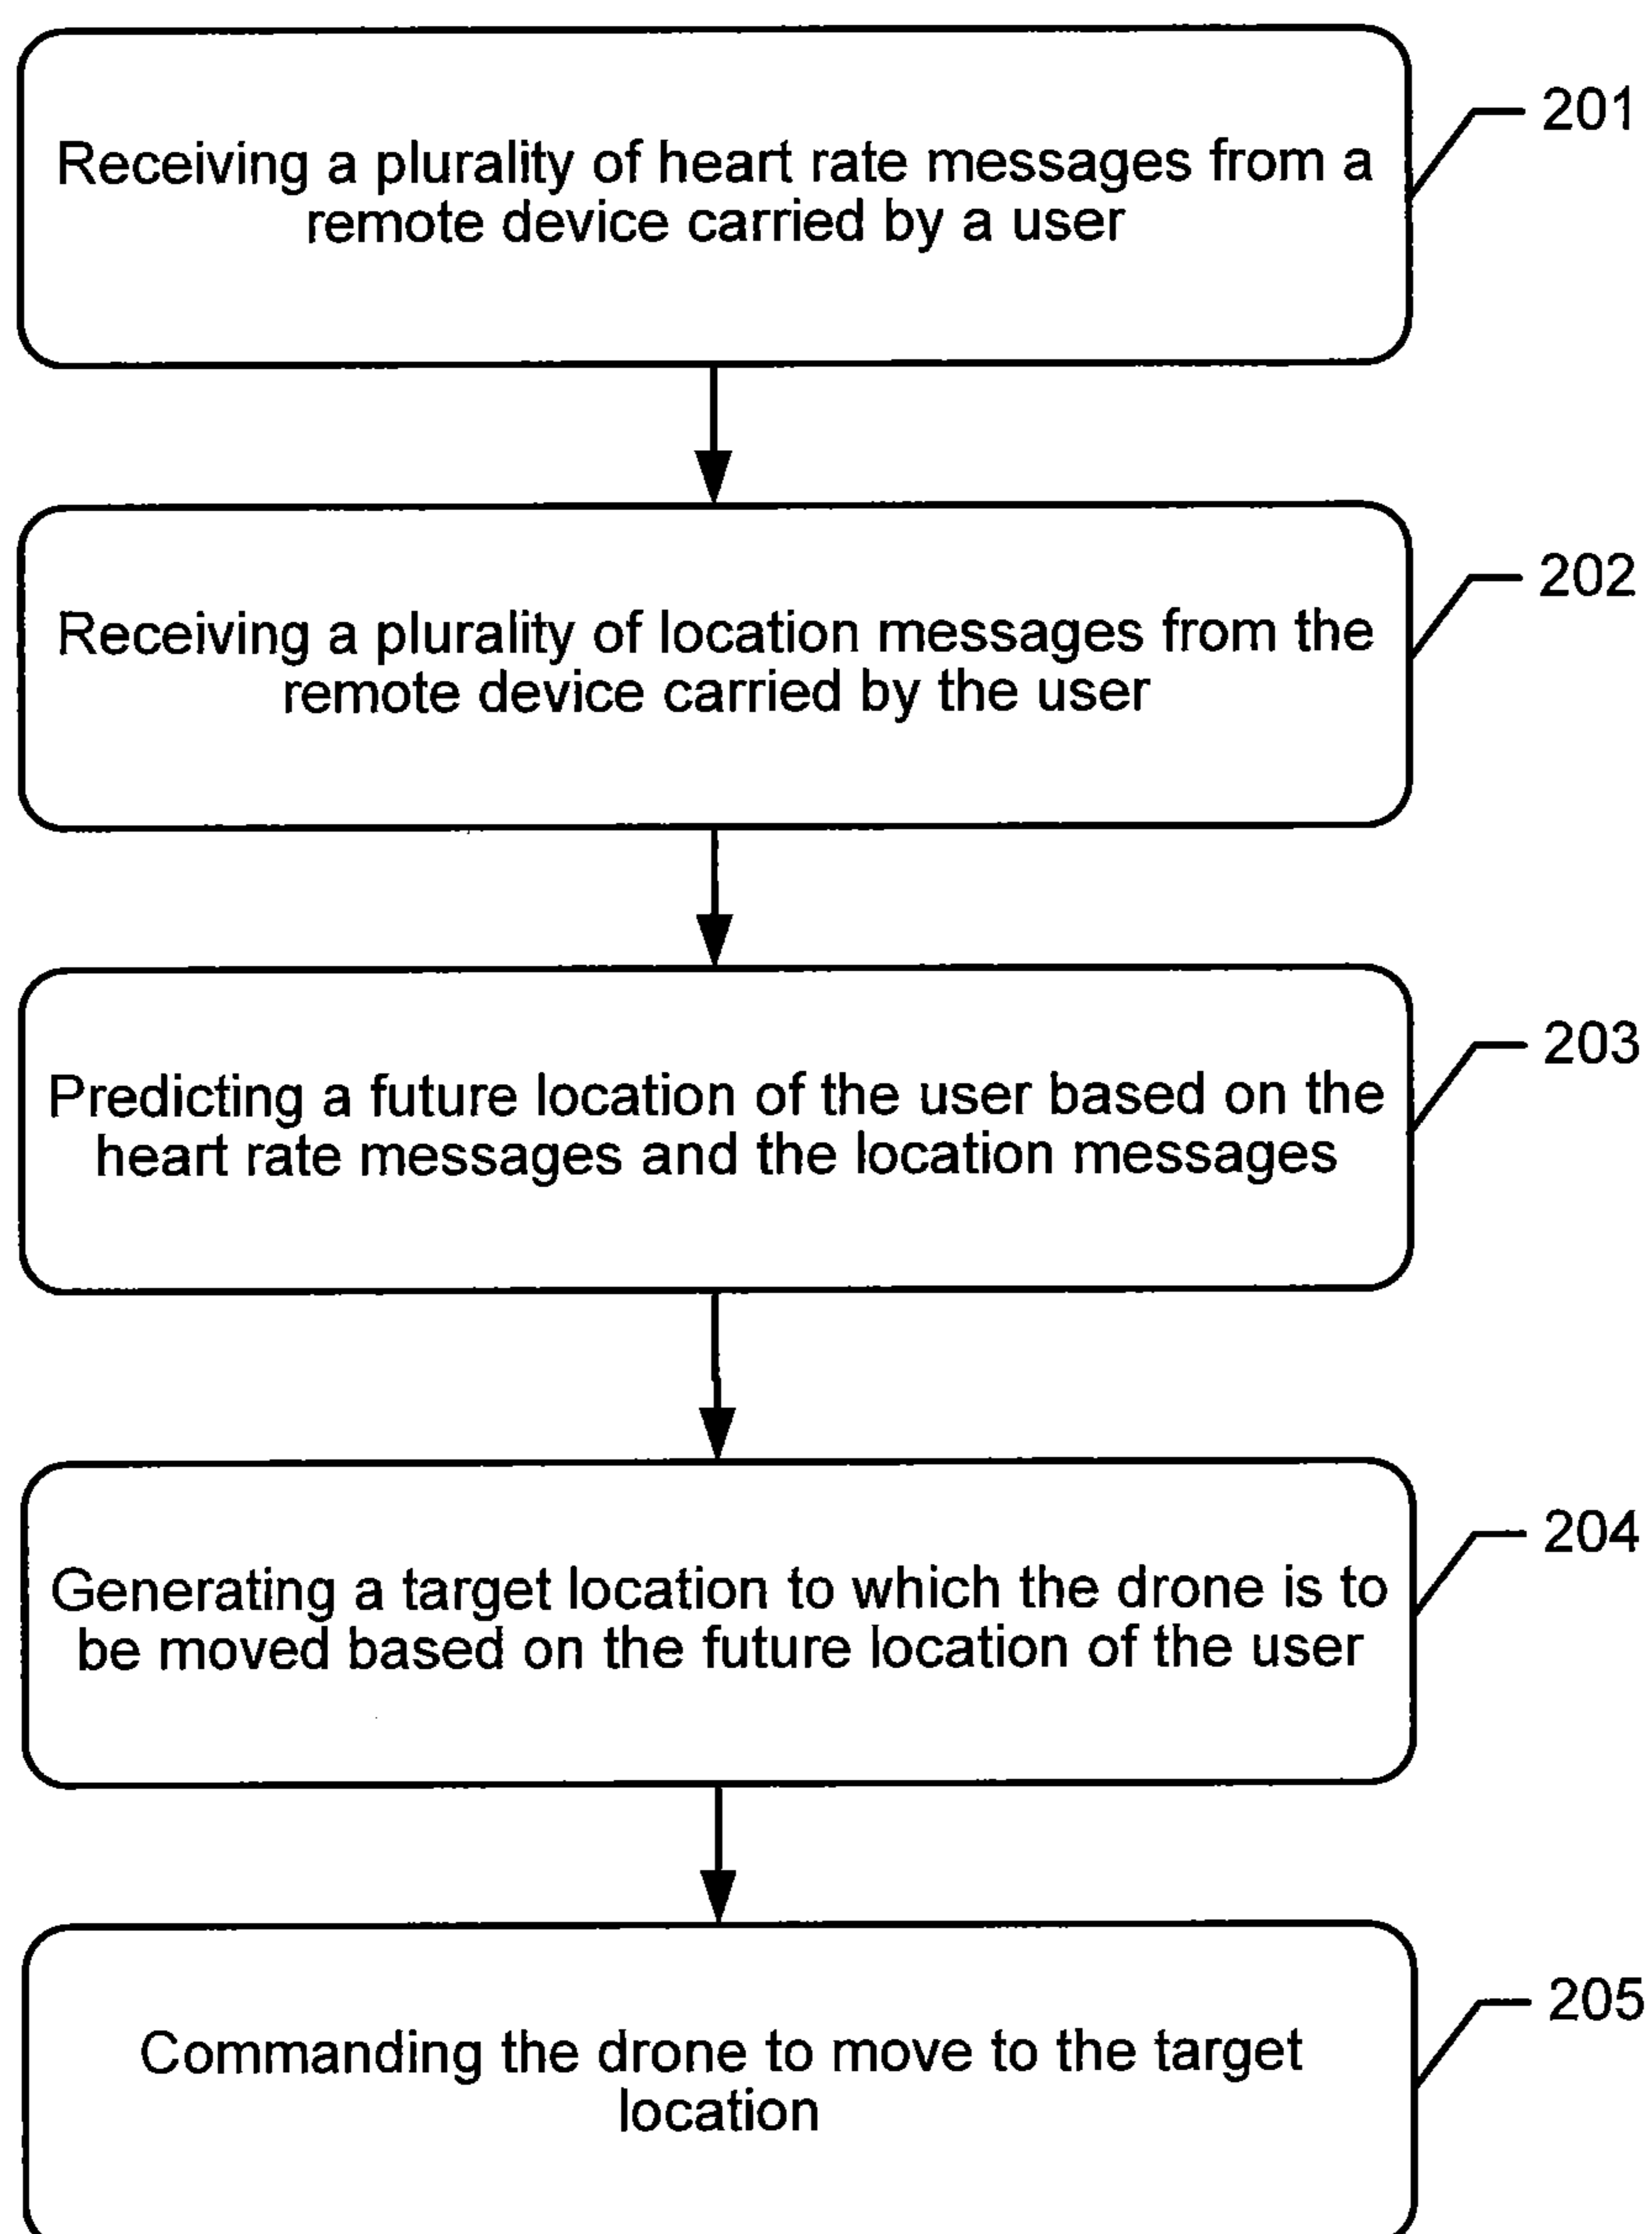 Receiving a plurality of heart rate messages from a
remote device carried by a user
201
Receiving a plurality of location messages from the
remote device carried by the user
202
Predicting a future location of the user based on the
heart rate messages and the location messages
203
Generating a target location to which the drone is to
be moved based on the future location of the user
204
Commanding the drone to move to the target
location
205